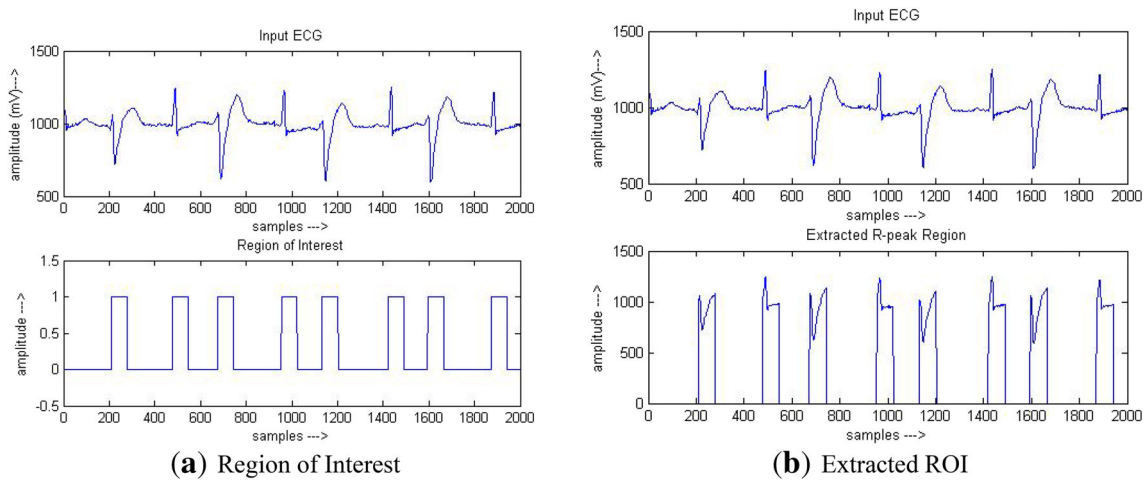 Input ECG
1500
1000
500
amplitude (mV)--->
0 200 400 600 800 1000 1200 1400 1600 1800 2000
samples --->
Region of Interest
1.5
1
0.5
0
-0.5
amplitude --->
0 200 400 600 800 1000 1200 1400 1600 1800 2000
samples --->
(a) Region of Interest
Input ECG
1500
1000
500
amplitude (mV)--->
0 200 400 600 800 1000 1200 1400 1600 1800 2000
samples --->
Extracted R-peak Region
1500
1000
500
0
amplitude --->
0 200 400 600 800 1000 1200 1400 1600 1800 2000
samples --->
(b) Extracted ROI